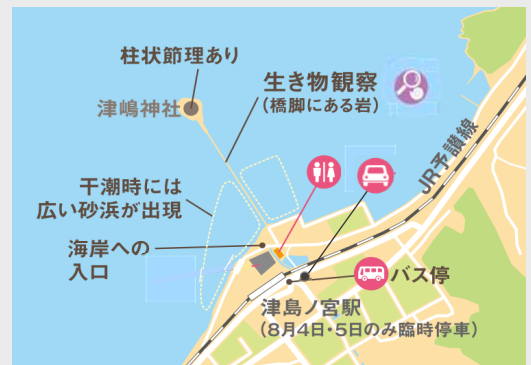 柱状節理あり
津嶋神社
生き物観察
(橋脚にある岩)
JR予讃線
干潮時には
広い砂浜が出現
海岸への
入口
バス停
津島ノ宮駅
(8月4日・5日のみ臨時停車)